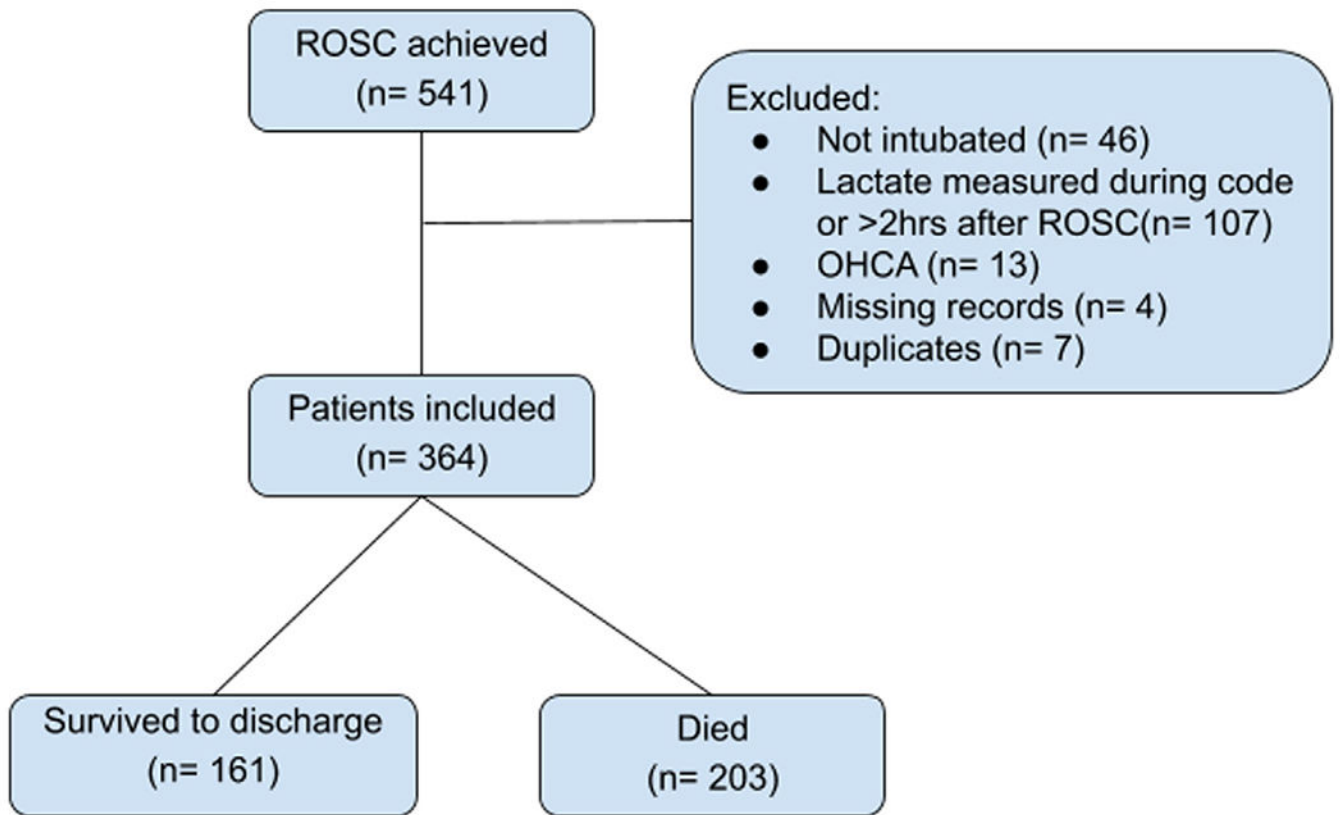 ROSC achieved
(n= 541)
Excluded:
● Not intubated (n= 46)
● Lactate measured during code
or >2hrs after ROSC(n= 107)
● OHCA (n= 13)
● Missing records (n= 4)
● Duplicates (n= 7)
Patients included
(n= 364)
Survived to discharge
(n= 161)
Died
(n= 203)